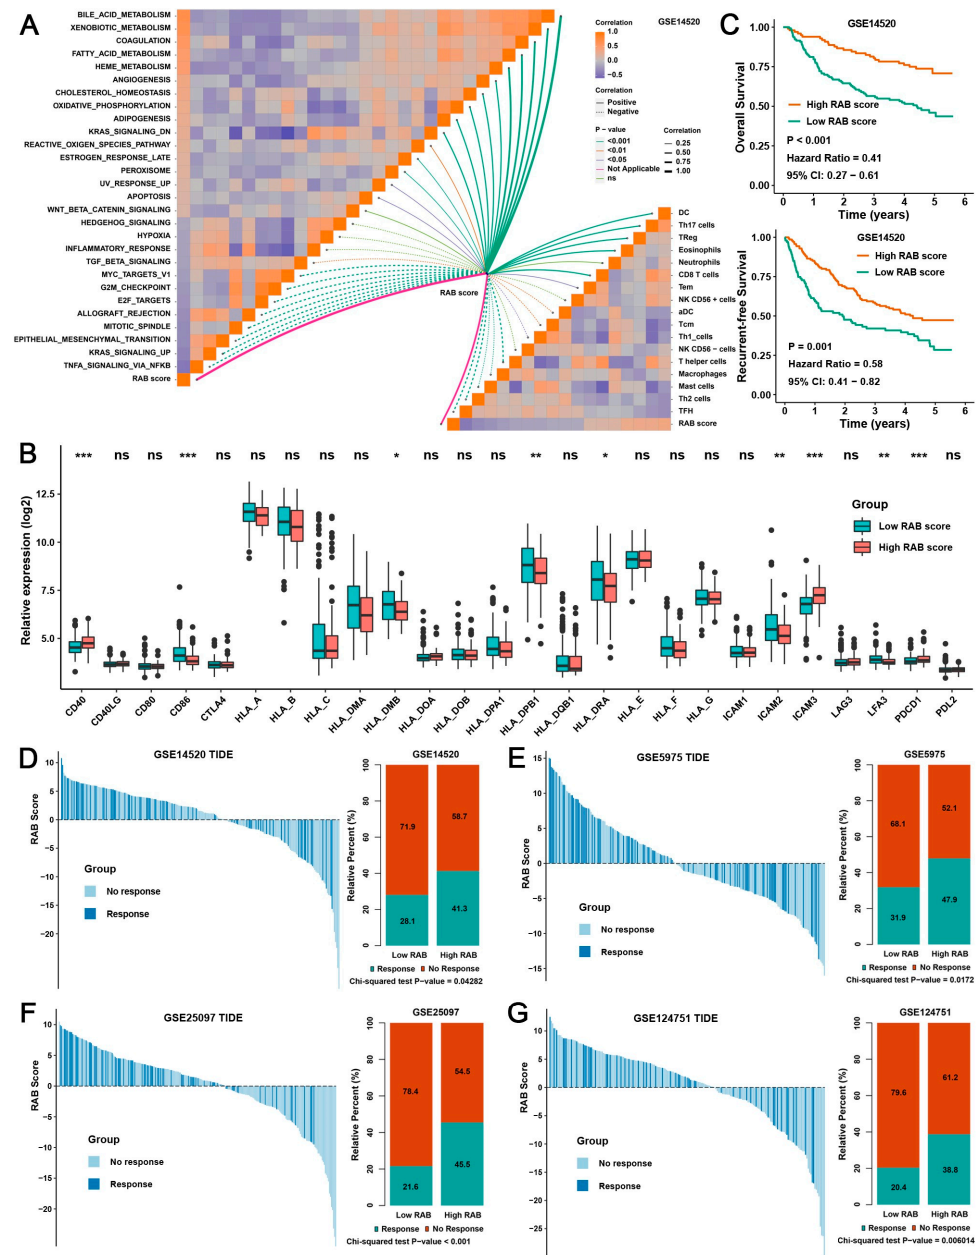 A
BILE_ACID_METABOLISM
XENOBIOTIC_METABOLISM
COAGULATION
FATTY_ACID_METABOLISM
HEME_METABOLISM
ANGIOGENESIS
CHOLESTEROL_HOMEOSTASIS
OXIDATIVE_PHOSPHORYLATION
ADIPOGENESIS
KRAS_SIGNALING_DN
REACTIVE_OXIGEN_SPECIES_PATHWAY
ESTROGEN_RESPONSE_LATE
PEROXISOME
UV_RESPONSE_UP
APOPTOSIS
WNT_BETA_CATENIN_SIGNALING
HEDGEHOG_SIGNALING
HYPOXIA
INFLAMMATORY_RESPONSE
TGF_BETA_SIGNALING
MYC_TARGETS_V1
G2M_CHECKPOINT
E2F_TARGETS
ALLOGRAFT_REJECTION
MITOTIC_SPINDLE
EPITHELIAL_MESENCHYMAL_TRANSITION
KRAS_SIGNALING_UP
TNFA_SIGNALING_VIA_NFKB
RAB score
RAB score
Correlation
1.0
0.5
0.0
−0.5
GSE14520
Correlation
Positive
Negative
P − value
<0.001
<0.01
<0.05
Not Applicable
ns
Correlation
0.25
0.50
0.75
1.00
DC
Th17 cells
TReg
Eosinophils
Neutrophils
CD8 T cells
Tem
NK CD56 + cells
aDC
Tcm
Th1_cells
NK CD56 − cells
T helper cells
Macrophages
Mast cells
Th2 cells
TFH
RAB score
C
GSE14520
Overall Survival
1.00
0.75
0.50
0.25
0.00
High RAB score
Low RAB score
P < 0.001
Hazard Ratio = 0.41
95% CI: 0.27 − 0.61
0 1 2 3 4 5 6
Time (years)
GSE14520
Recurrent-free Survival
1.00
0.75
0.50
0.25
0.00
High RAB score
Low RAB score
P = 0.001
Hazard Ratio = 0.58
95% CI: 0.41 − 0.82
0 1 2 3 4 5 6
Time (years)
B
*** ns ns *** ns ns ns ns ns * ns ns ns ** ns * ns ns ns ns ** *** ns ** *** ns
Relative expression (log2)
12.5
10.0
7.5
5.0
Group
Low RAB score
High RAB score
CD40
CD40LG
CD80
CD86
CTLA4
HLA_A
HLA_B
HLA_C
HLA_DMA
HLA_DMB
HLA_DOA
HLA_DOB
HLA_DPA1
HLA_DPB1
HLA_DQB1
HLA_DRA
HLA_E
HLA_F
HLA_G
ICAM1
ICAM2
ICAM3
LAG3
LFA3
PDCD1
PDL2
D
GSE14520 TIDE
RAB Score
10
5
0
−5
−10
−15
−20
Group
No response
Response
GSE14520
Relative Percent (%)
100
80
60
40
20
0
71.9
58.7
28.1
41.3
Low RAB High RAB
Response No Response
Chi-squared test P−value = 0.04282
E
GSE5975 TIDE
RAB Score
15
10
5
0
−5
−10
−15
Group
No response
Response
GSE5975
Relative Percent (%)
100
80
60
40
20
0
68.1
52.1
31.9
47.9
Low RAB High RAB
Response No Response
Chi-squared test P−value = 0.0172
F
GSE25097 TIDE
RAB Score
10
5
0
−5
−10
−15
−20
Group
No response
Response
GSE25097
Relative Percent (%)
100
80
60
40
20
0
78.4
54.5
21.6
45.5
Low RAB High RAB
Response No Response
Chi-squared test P−value < 0.001
G
GSE124751 TIDE
RAB Score
10
5
0
−5
−10
−15
−20
−25
Group
No response
Response
GSE124751
Relative Percent (%)
100
80
60
40
20
0
79.6
61.2
20.4
38.8
Low RAB High RAB
Response No Response
Chi-squared test P−value = 0.006014